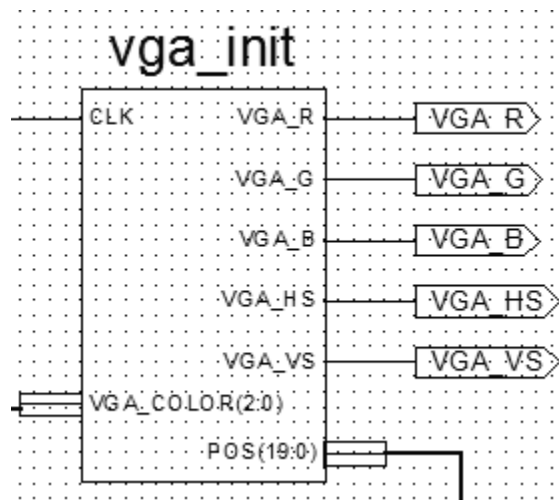 vga_init
CLK VGA_R VGA_R
VGA_G VGA_G
VGA_B VGA_B
VGA_HS VGA_HS
VGA_VS VGA_VS
VGA_COLOR(2:0)
POS(19:0)